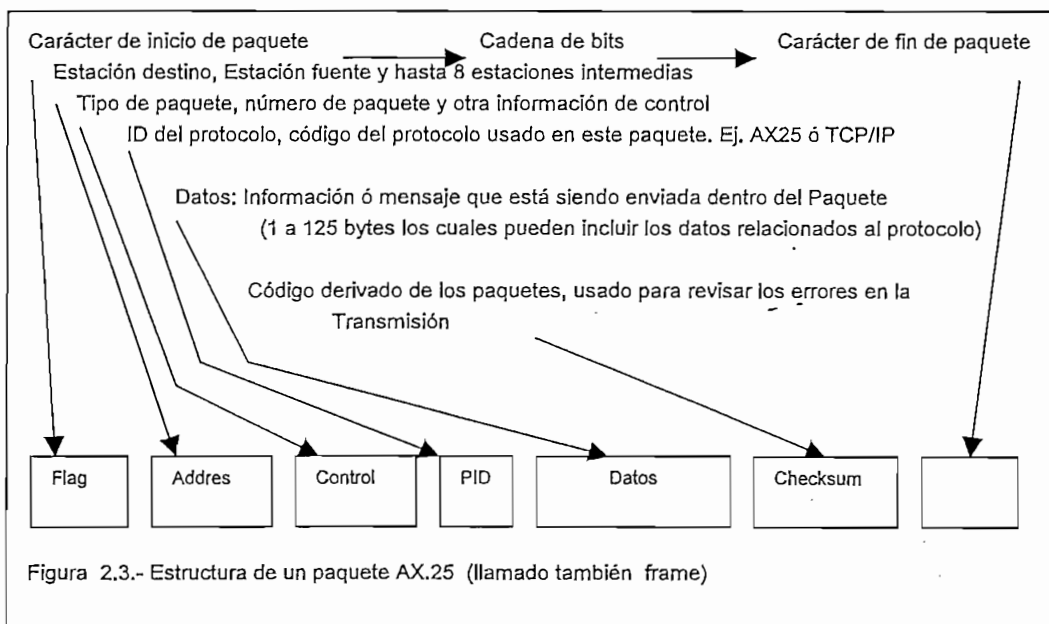 Carácter de inicio de paquete Cadena de bits Carácter de fin de paquete
Estación destino, Estación fuente y hasta 8 estaciones intermedias
Tipo de paquete, número de paquete y otra información de control
ID del protocolo, código del protocolo usado en este paquete. Ej. AX25 ó TCP/IP
Datos: Información ó mensaje que está siendo enviada dentro del Paquete
(1 a 125 bytes los cuales pueden incluir los datos relacionados al protocolo)
Código derivado de los paquetes, usado para revisar los errores en la
Transmisión
Flag Addres Control PID Datos Checksum
Figura 2.3.- Estructura de un paquete AX.25 (llamado también frame)